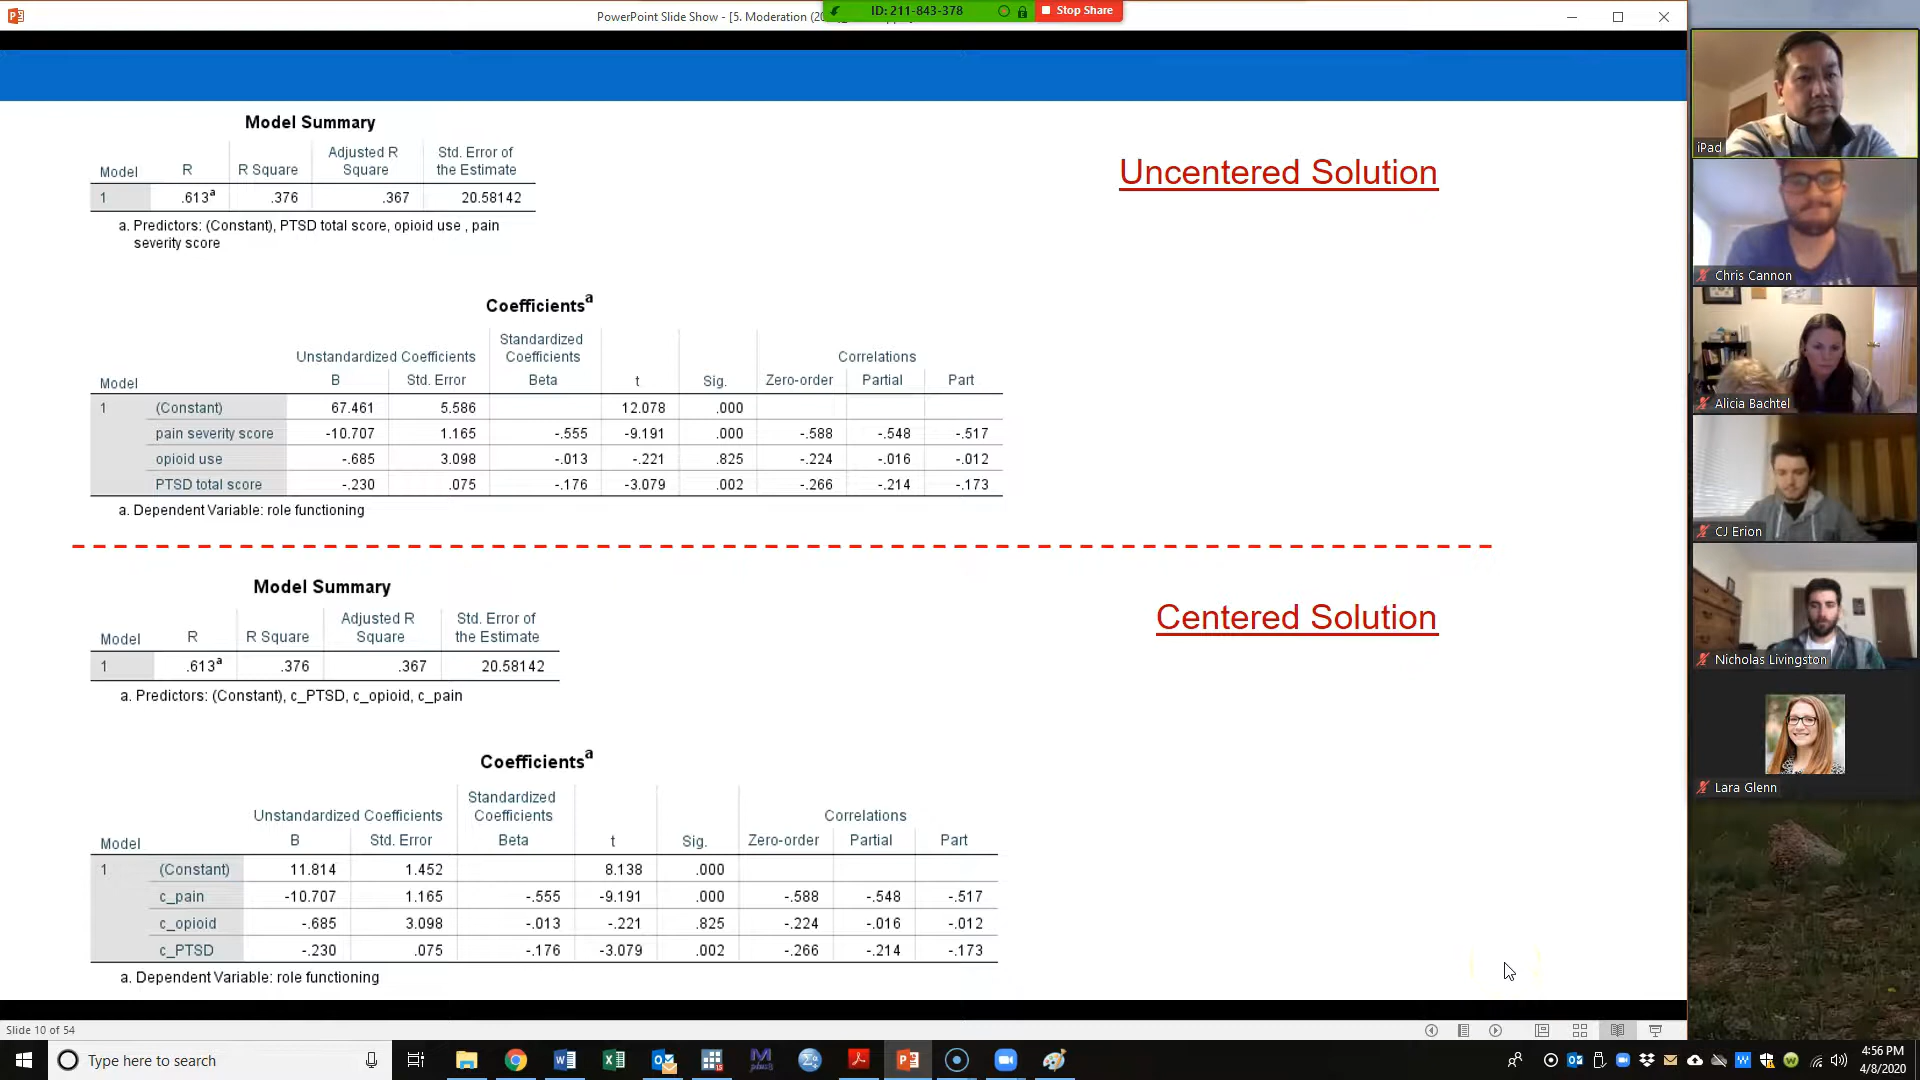 PowerPoint Slide Show - [5. Moderation (20
ID: 211-843-378
Stop Share
Model Summary
Model R R Square Adjusted R Square Std. Error of the Estimate
1 .613a .376 .367 20.58142
a. Predictors: (Constant), PTSD total score, opioid use , pain
severity score
Uncentered Solution
Coefficientsa
Unstandardized Coefficients Standardized Coefficients Correlations
Model B Std. Error Beta t Sig. Zero-order Partial Part
1 (Constant) 67.461 5.586 12.078 .000
pain severity score -10.707 1.165 -.555 -9.191 .000 -.588 -.548 -.517
opioid use -.685 3.098 -.013 -.221 .825 -.224 -.016 -.012
PTSD total score -.230 .075 -.176 -3.079 .002 -.266 -.214 -.173
a. Dependent Variable: role functioning
Model Summary
Model R R Square Adjusted R Square Std. Error of the Estimate
1 .613a .376 .367 20.58142
a. Predictors: (Constant), c_PTSD, c_opioid, c_pain
Centered Solution
Coefficientsa
Unstandardized Coefficients Standardized Coefficients Correlations
Model B Std. Error Beta t Sig. Zero-order Partial Part
1 (Constant) 11.814 1.452 8.138 .000
c_pain -10.707 1.165 -.555 -9.191 .000 -.588 -.548 -.517
c_opioid -.685 3.098 -.013 -.221 .825 -.224 -.016 -.012
c_PTSD -.230 .075 -.176 -3.079 .002 -.266 -.214 -.173
a. Dependent Variable: role functioning
iPad
Chris Cannon
Alicia Bachtel
CJ Erion
Nicholas Livingston
Lara Glenn
Slide 10 of 54
Type here to search
4:56 PM
4/8/2020